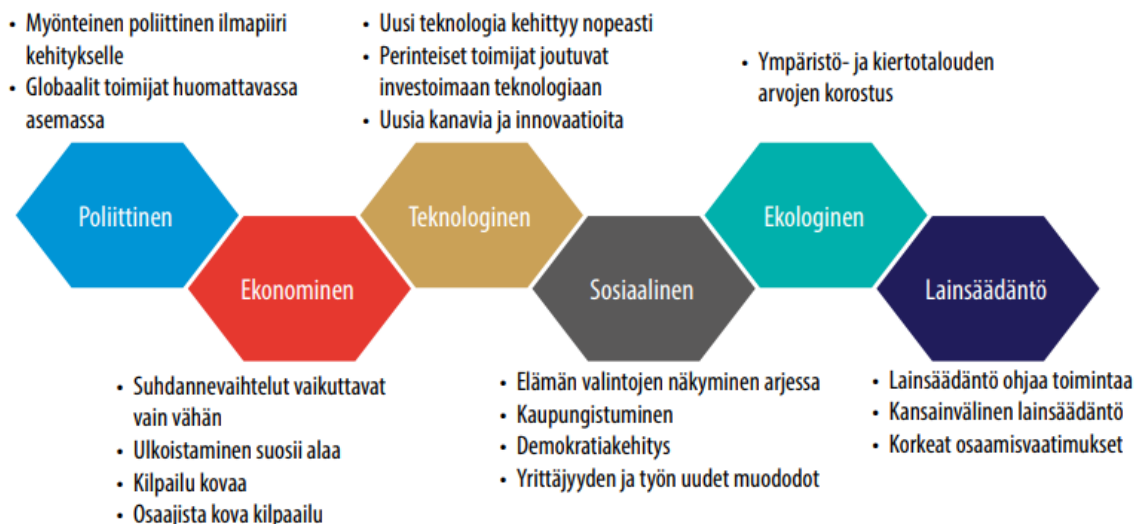 • Myönteinen poliittinen ilmapiiri
kehitykselle
• Globaalit toimijat huomattavassa
asemassa
• Uusi teknologia kehittyy nopeasti
• Perinteiset toimijat joutuvat
investoimaan teknologiaan
• Uusia kanavia ja innovaatioita
• Ympäristö- ja kiertotalouden
arvojen korostus
Poliittinen
Ekonominen
Teknologinen
Sosiaalinen
Ekologinen
Lainsäädäntö
• Suhdannevaihtelut vaikuttavat
vain vähän
• Ulkoistaminen suosii alaa
• Kilpailu kovaa
• Osaajista kova kilpaailu
• Elämän valintojen näkyminen arjessa
• Kaupungistuminen
• Demokratiakehitys
• Yrittäjyyden ja työn uudet muododot
• Lainsäädäntö ohjaa toimintaa
• Kansainvälinen lainsäädäntö
• Korkeat osaamisvaatimukset